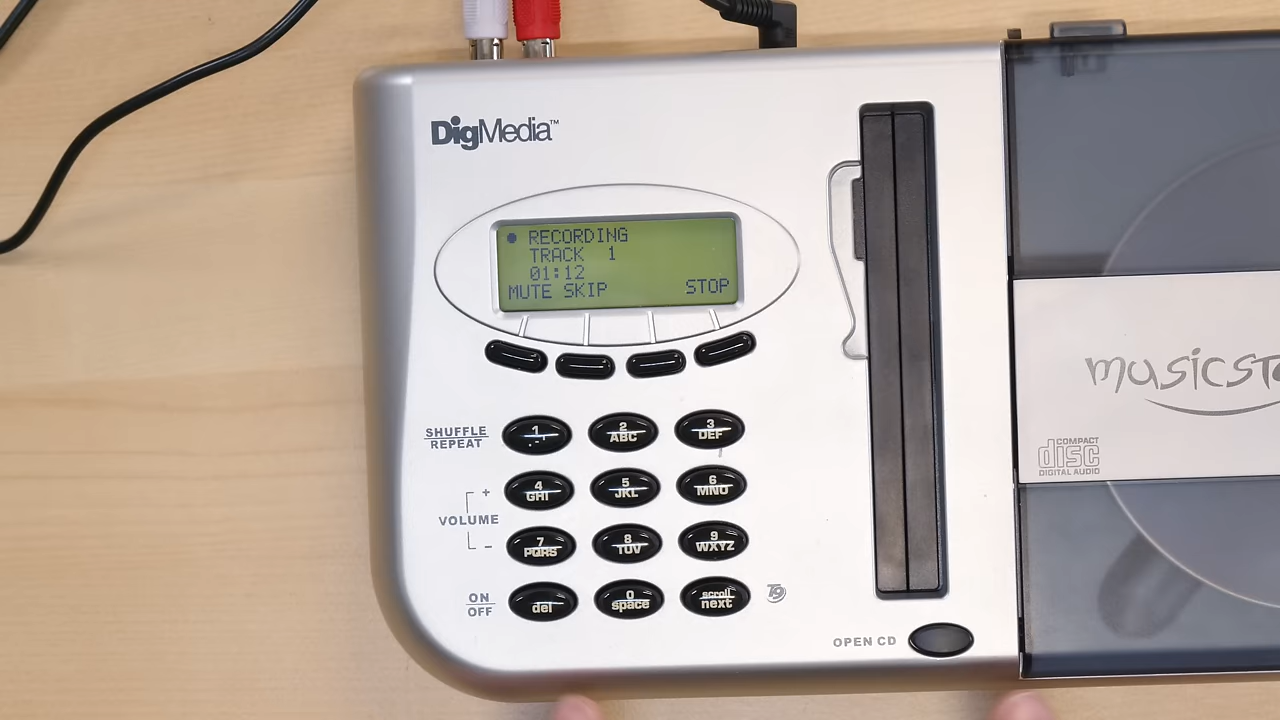 DigMedia™
● RECORDING
TRACK 1
01:12
MUTE SKIP STOP
SHUFFLE
REPEAT
1
.-'
2
ABC
3
DEF
4
GHI
5
JKL
6
MNO
+
VOLUME
-
7
PQRS
8
TUV
9
WXYZ
ON
OFF
del
0
space
scroll
next
T9
OPEN CD
COMPACT
disc
DIGITAL AUDIO